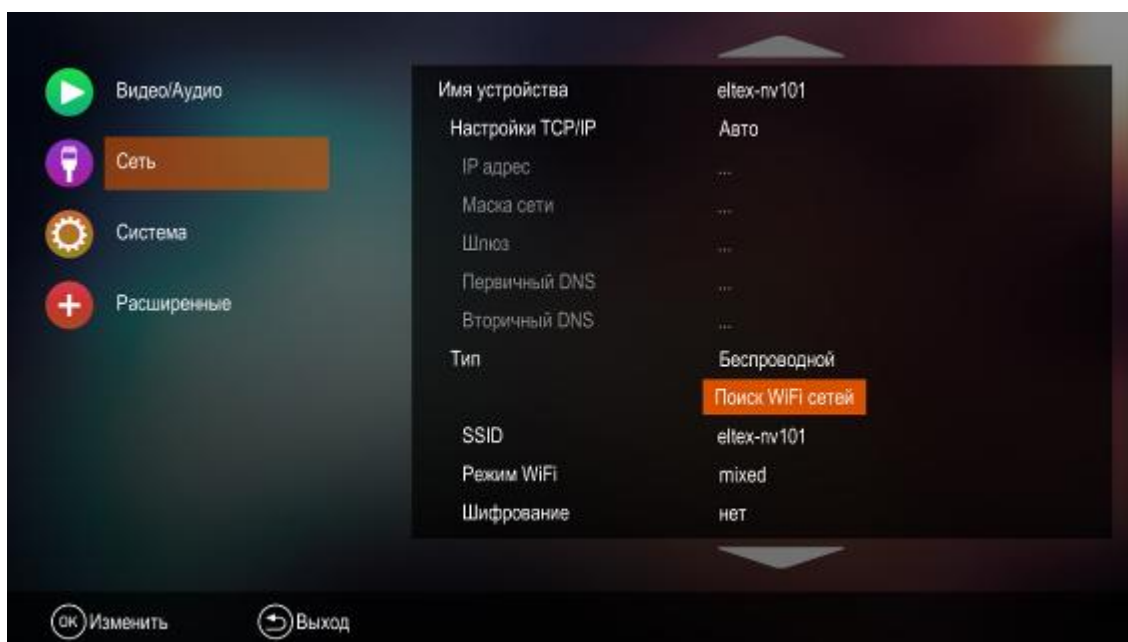 Видео/Аудио
Сеть
Система
Расширенные
Имя устройства eltex-nv101
Настройки TCP/IP Авто
IP адрес ...
Маска сети ...
Шлюз ...
Первичный DNS ...
Вторичный DNS ...
Тип Беспроводной
Поиск WiFi сетей
SSID eltex-nv101
Режим WiFi mixed
Шифрование нет
OK Изменить Выход